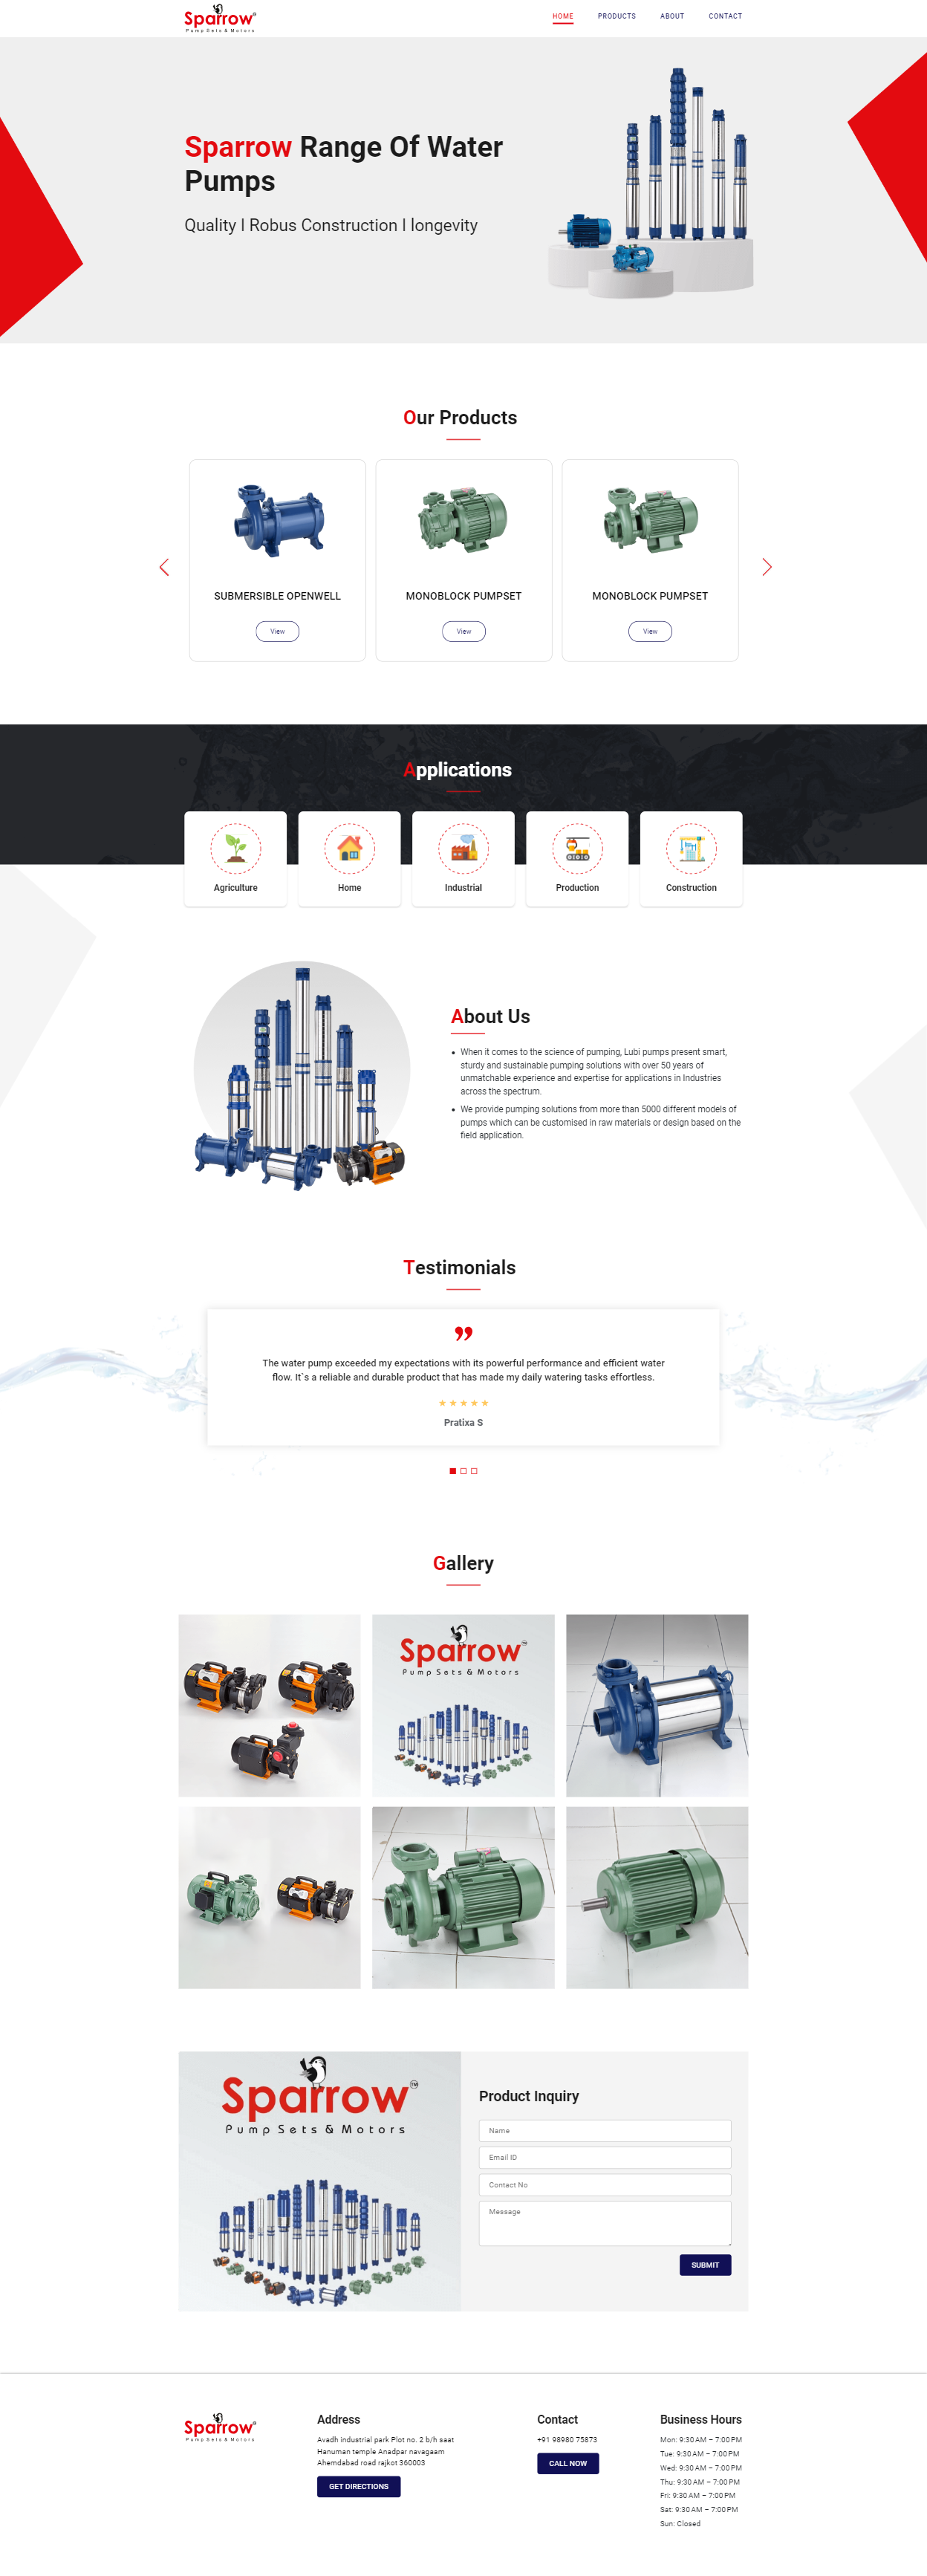 Sparrow
Pump Sets & Motors
HOME PRODUCTS ABOUT CONTACT
Sparrow Range Of Water
Pumps
Quality I Robus Construction I longevity
Our Products
SUBMERSIBLE OPENWELL
View
MONOBLOCK PUMPSET
View
MONOBLOCK PUMPSET
View
Applications
Agriculture
Home
Industrial
Production
Construction
About Us
When it comes to the science of pumping, Lubi pumps present smart,
sturdy and sustainable pumping solutions with over 50 years of
unmatchable experience and expertise for applications in Industries
across the spectrum.
We provide pumping solutions from more than 5000 different models of
pumps which can be customised in raw materials or design based on the
field application.
Testimonials
The water pump exceeded my expectations with its powerful performance and efficient water
flow. It`s a reliable and durable product that has made my daily watering tasks effortless.
Pratixa S
Gallery
Sparrow
Pump Sets & Motors
Sparrow TM
Pump Sets & Motors
Product Inquiry
Name
Email ID
Contact No
Message
SUBMIT
Sparrow
Pump Sets & Motors
Address
Avadh industrial park Plot no. 2 b/h saat
Hanuman temple Anadpar navagaam
Ahemdabad road rajkot 360003
GET DIRECTIONS
Contact
+91 98980 75873
CALL NOW
Business Hours
Mon: 9:30 AM – 7:00 PM
Tue: 9:30 AM – 7:00 PM
Wed: 9:30 AM – 7:00 PM
Thu: 9:30 AM – 7:00 PM
Fri: 9:30 AM – 7:00 PM
Sat: 9:30 AM – 7:00 PM
Sun: Closed